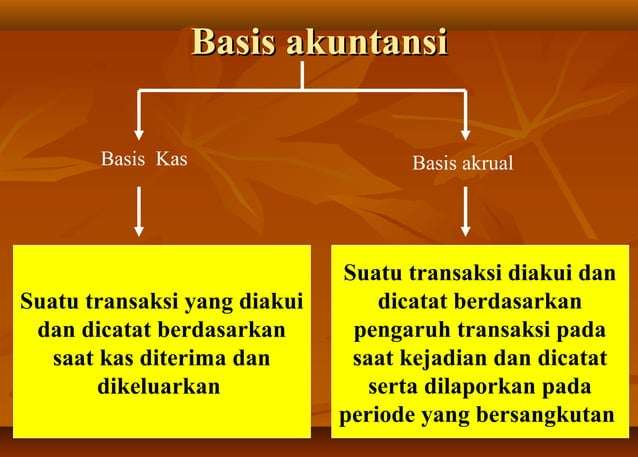 Basis akuntansi
Basis Kas
Basis akrual
Suatu transaksi yang diakui
dan dicatat berdasarkan
saat kas diterima dan
dikeluarkan
Suatu transaksi diakui dan
dicatat berdasarkan
pengaruh transaksi pada
saat kejadian dan dicatat
serta dilaporkan pada
periode yang bersangkutan